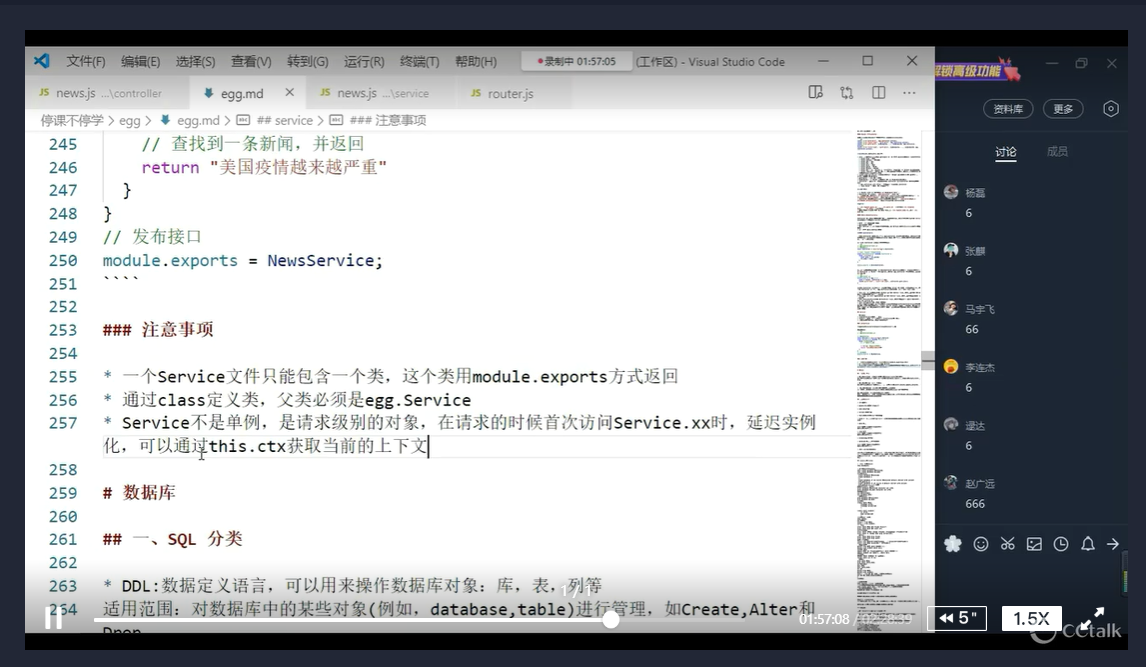 文件(F) 编辑(E) 选择(S) 查看(V) 转到(G) 运行(R) 终端(T) 帮助(H) 录制中 01:57:05 (工作区) - Visual Studio Code
JS news.js ...\controller egg.md JS news.js ...\service JS router.js
停课不停学 > egg > egg.md > ## service > ### 注意事项
245 // 查找到一条新闻，并返回
246 return "美国疫情越来越严重"
247 }
248 }
249 // 发布接口
250 module.exports = NewsService;
251 ````
252
253 ### 注意事项
254
255 * 一个Service文件只能包含一个类，这个类用module.exports方式返回
256 * 通过class定义类，父类必须是egg.Service
257 * Service不是单例，是请求级别的对象，在请求的时候首次访问Service.xx时，延迟实例
化，可以通过this.ctx获取当前的上下文
258
259 # 数据库
260
261 ## 一、SQL 分类
262
263 * DDL:数据定义语言，可以用来操作数据库对象：库，表，列等
264 适用范围：对数据库中的某些对象(例如，database,table)进行管理，如Create,Alter和
Drop
1 / 1
01:57:08 /
5"
1.5X
CCtalk
解锁高级功能
资料库 更多
讨论 成员
杨磊
6
张麒
6
马宇飞
66
李连杰
6
达
6
赵广远
666